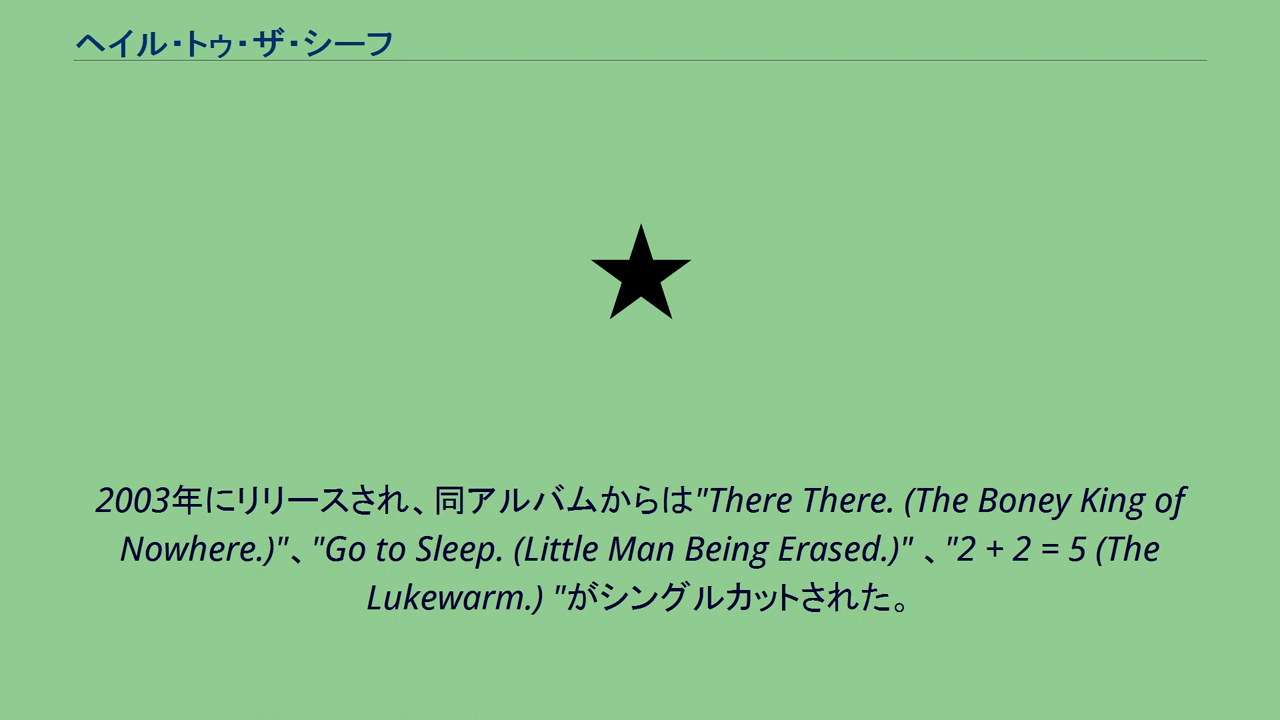 ヘイル・トゥ・ザ・シーフ
2003年にリリースされ、同アルバムからは"There There. (The Boney King of
Nowhere.)"、"Go to Sleep. (Little Man Being Erased.)" 、"2 + 2 = 5 (The
Lukewarm.) "がシングルカットされた。